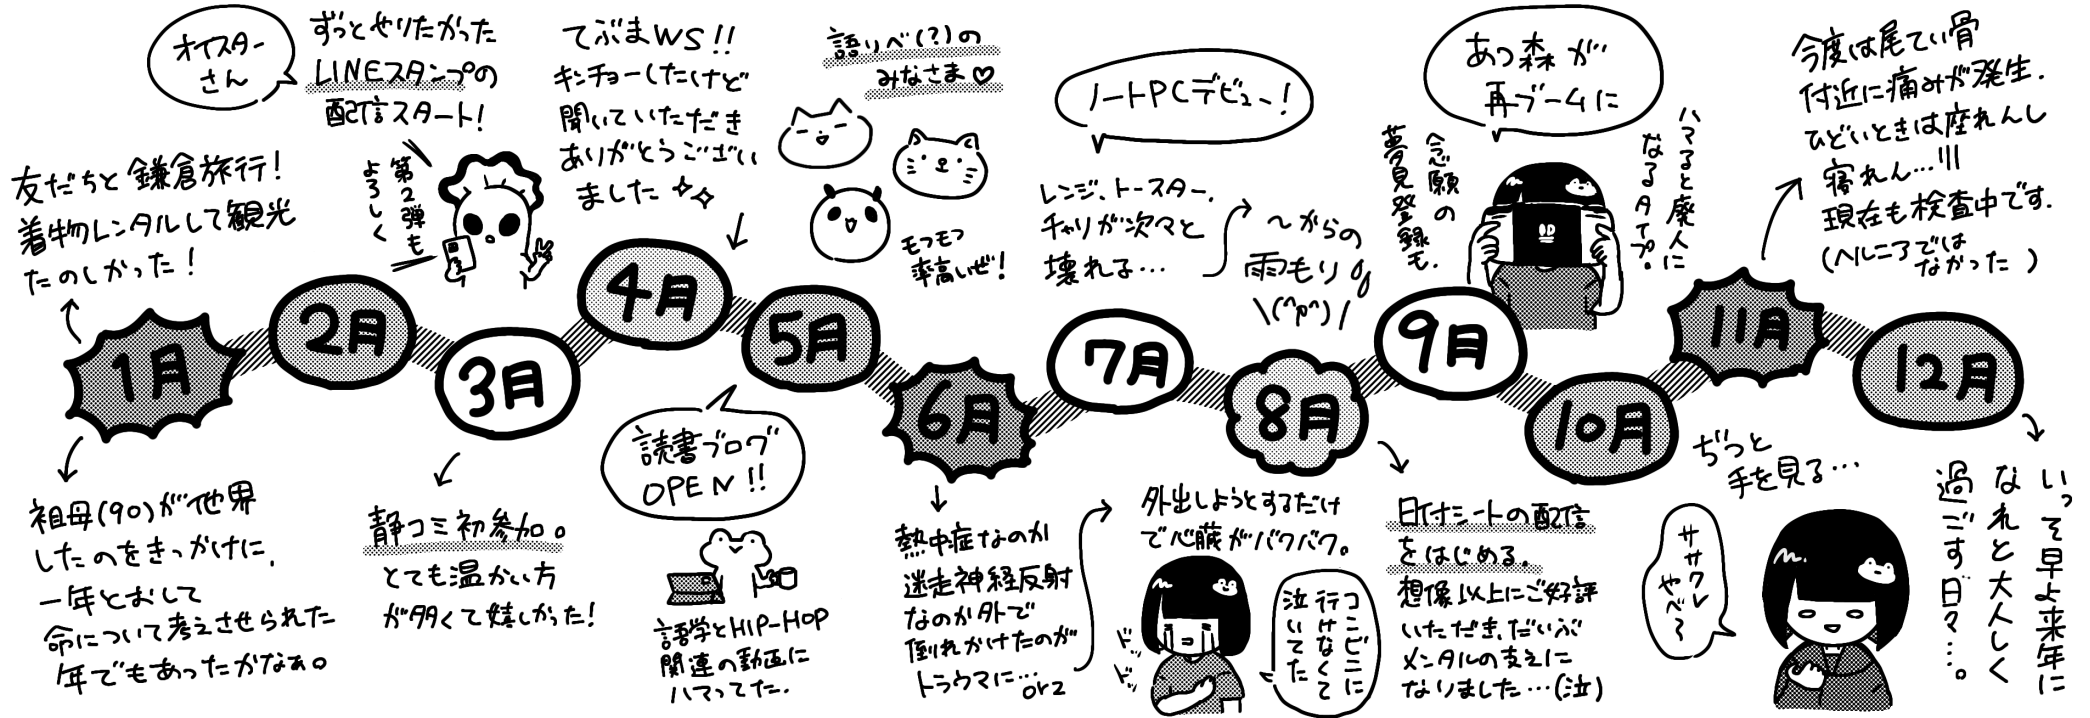 友だちと鎌倉旅行!
着物レンタルして観光
たのしかった!
1月
祖母(90)が他界
したのをきっかけに、
一年とおして
命について考えさせられた
年でもあったかなぁ。
オイスター
さん
ずっとやりたかった
LINEスタンプの
配信スタート!
第2弾も
よろしく
2月
3月
静コミ初参加。
とても温かい方
が多くて嬉しかった!
てぶまWS!!
キンチョーしたけど
聞いていただき
ありがとうござい
ました✧✧
4月
読書ブログ
OPEN!!
語学とHIP-HOP
関連の動画に
ハマってた。
語りべ(?)の
みなさま♡
モフモフ
率高いぜ!
5月
6月
熱中症なのか
迷走神経反射
なのか外で
倒れかけたのが
トラウマに…
orz
外出しようとするだけ
で心臓がバクバク。
ドッ
ドッ
コンビニに
行けなくて
泣いてた
ノートPCデビュー!
レンジ、トースター、
チャリが次々と
壊れる…
〜からの
雨もり
\(^p^)/
7月
8月
日付シートの配信
をはじめる。
想像以上にご好評
いただき、だいぶ
メンタルの支えに
なりました…(泣)
あつ森が
再ブームに
ハマると廃人に
なるタイプ。
念願の
夢見登録も。
9月
10月
ぢつと
手を見る…
ササクレ
やべ〜
11月
今度は尾てい骨
付近に痛みが発生。
ひどいときは座れんし
寝れん…!!!
現在も検査中です。
(ヘルニアでは
なかった)
12月
いっそ早よ来年に
なれと大人しく
過ごす日々…。